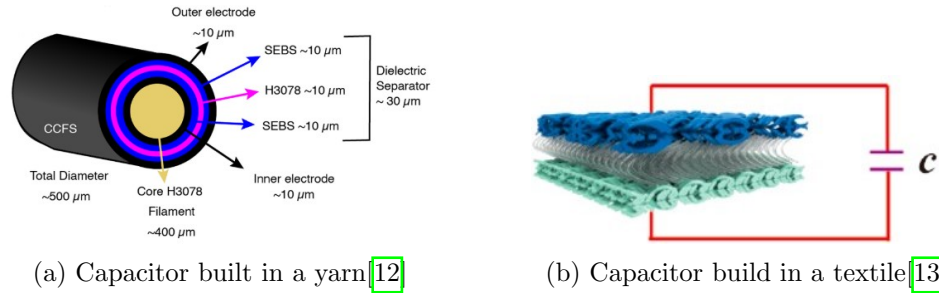 Outer electrode
~10 µm
SEBS ~10 µm
H3078 ~10 µm
SEBS ~10 µm
Dielectric
Separator
~ 30 µm
CCFS
Total Diameter
~500 µm
Core H3078
Filament
~400 µm
Inner electrode
~10 µm
c
(a) Capacitor built in a yarn[12]
(b) Capacitor build in a textile[13